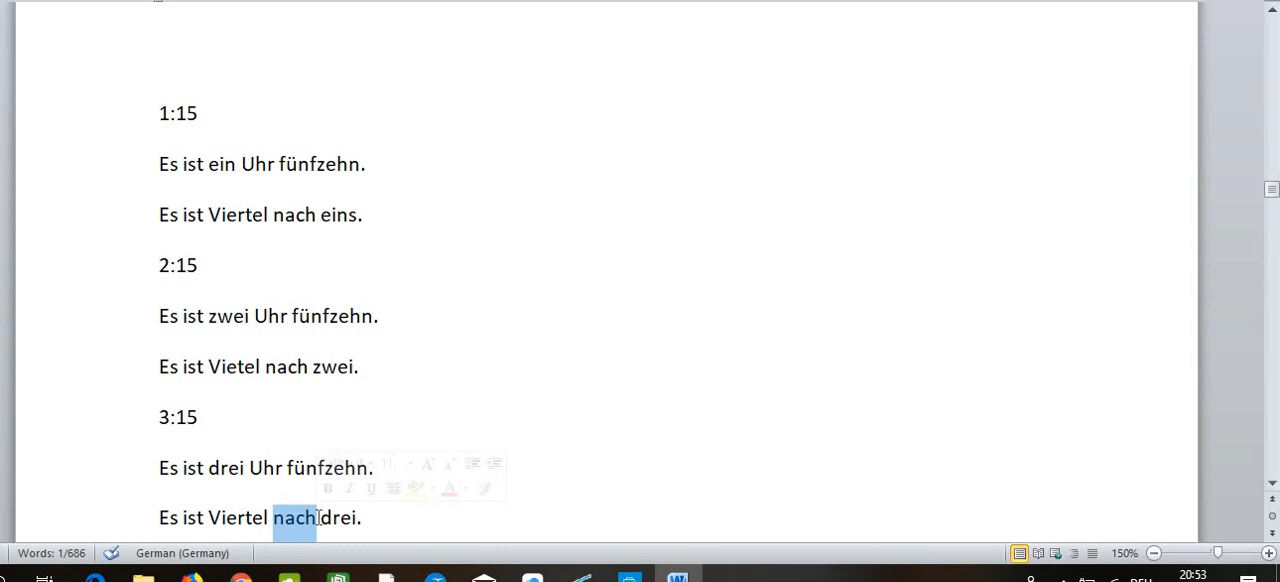 1:15
Es ist ein Uhr fünfzehn.
Es ist Viertel nach eins.
2:15
Es ist zwei Uhr fünfzehn.
Es ist Vietel nach zwei.
3:15
Es ist drei Uhr fünfzehn.
11 A A
B I U ab A
Es ist Viertel nach drei.
Words: 1/686 German (Germany) 150%
20:53